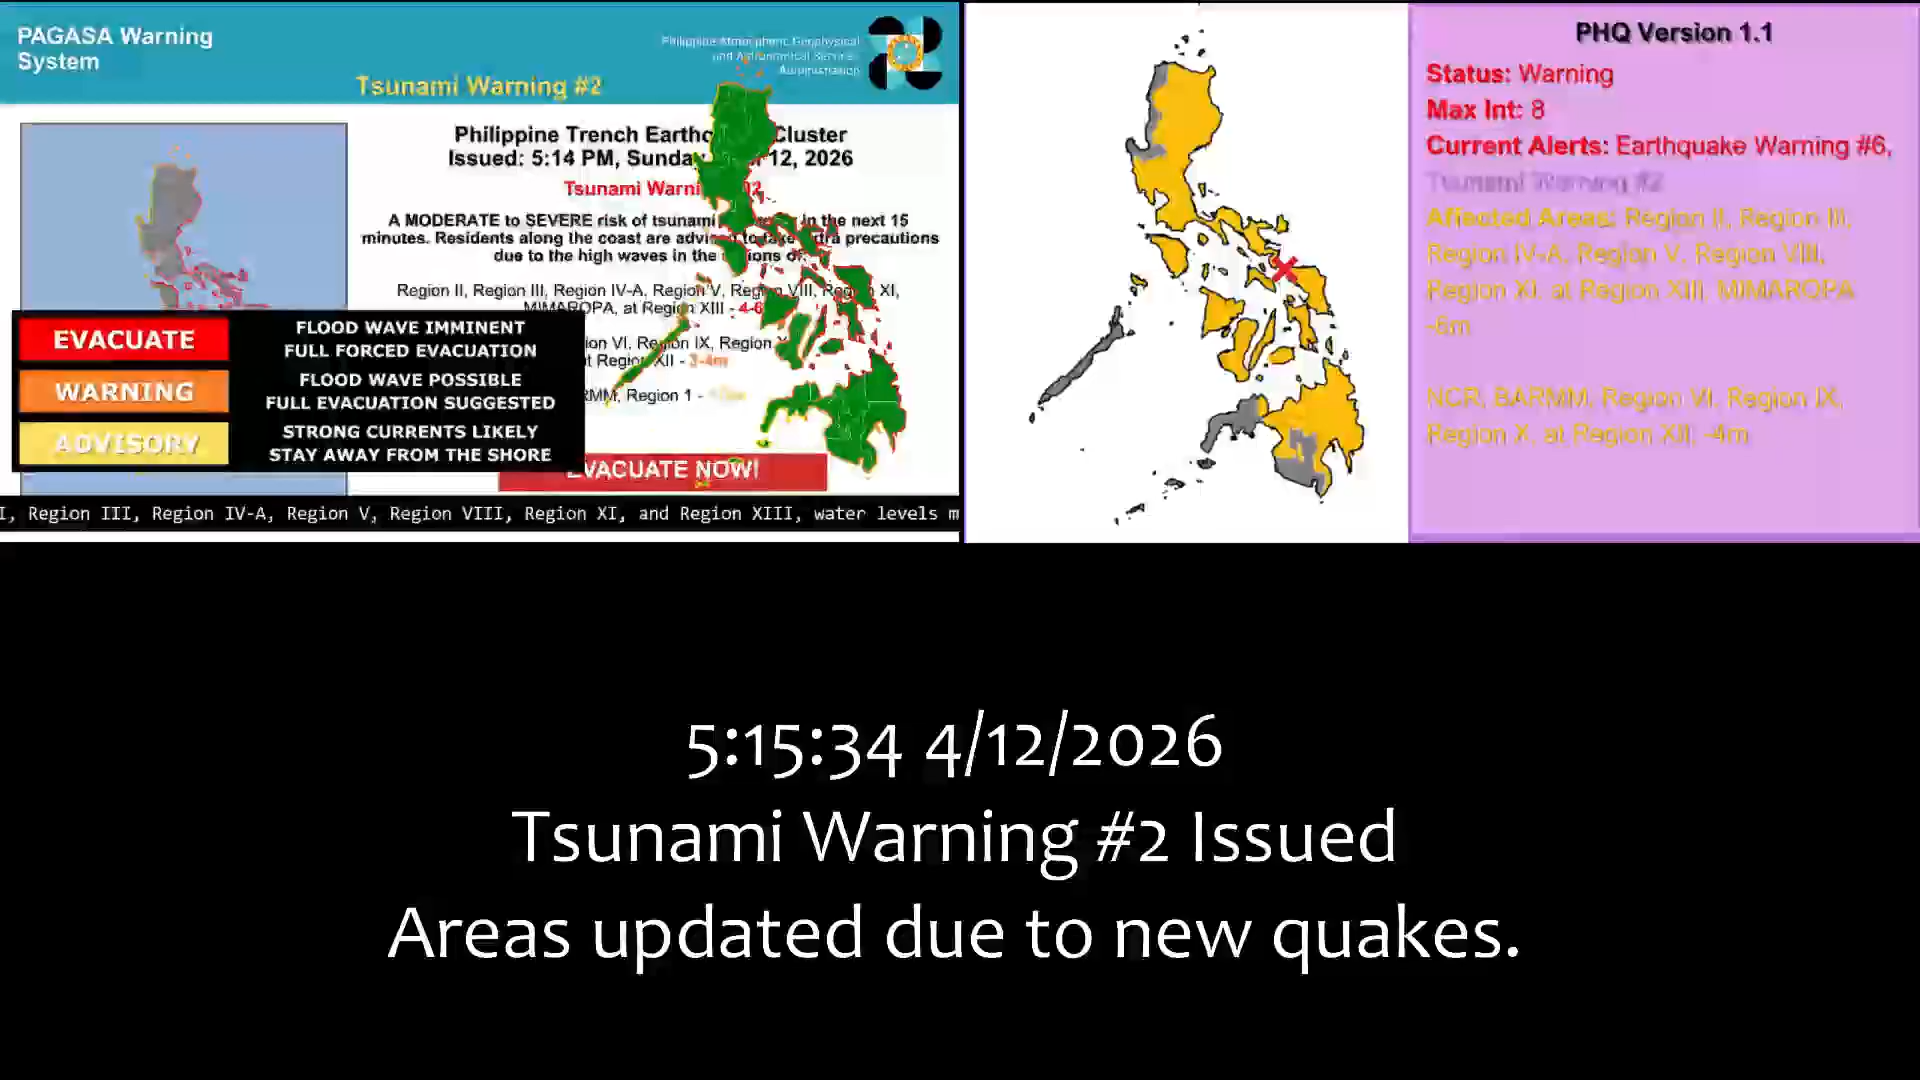 PAGASA Warning
System
Philippine Atmospheric Geophysical
and Astronomical Services
Administration
Tsunami Warning #2
Philippine Trench Cluster
Issued: 5:14 PM, 12, 2026
Tsunami
A MODERATE to SEVERE risk of tsunami in the next 15
minutes. Residents along the coast are precautions
due to the high waves in the
Region II, Region III, Region IV-A, Region V, Region VIII, Region XI,
MIMAROPA, at Region XIII - 4-6
VI, Region IX, Region
Region XII - 3-4m
Region 1 -
EVACUATE
FLOOD WAVE IMMINENT
FULL FORCED EVACUATION
WARNING
FLOOD WAVE POSSIBLE
FULL EVACUATION SUGGESTED
ADVISORY
STRONG CURRENTS LIKELY
STAY AWAY FROM THE SHORE
EVACUATE NOW!
I, Region III, Region IV-A, Region V, Region VIII, Region XI, and Region XIII, water levels m
PHQ Version 1.1
Status: Warning
Max Int: 8
Current Alerts: Earthquake Warning #6,
Tsunami Warning #2
Affected Areas: Region II, Region III,
Region IV-A, Region V, Region VIII,
Region XI, at Region XIII, MIMAROPA
-6m
NCR, BARMM, Region VI, Region IX,
Region X, at Region XII, -4m
5:15:34 4/12/2026
Tsunami Warning #2 Issued
Areas updated due to new quakes.